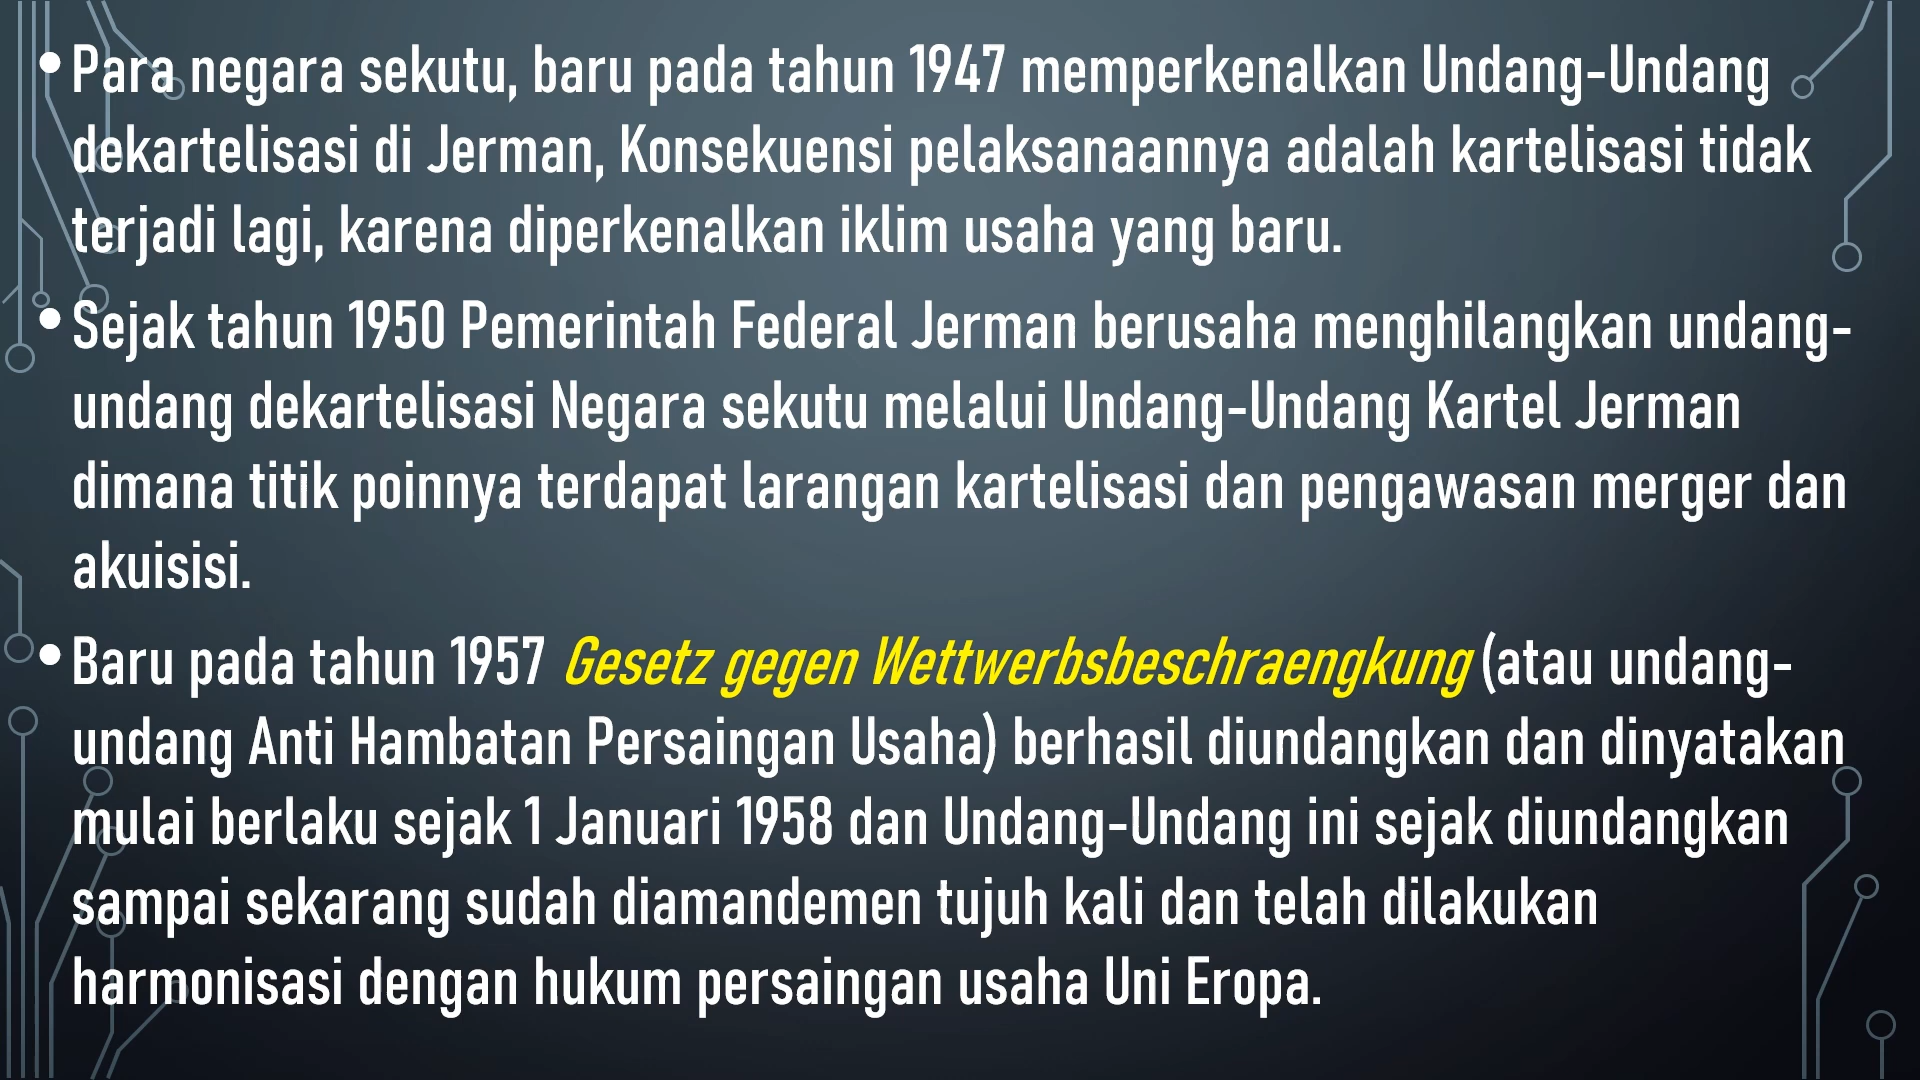 • Para negara sekutu, baru pada tahun 1947 memperkenalkan Undang-Undang
dekartelisasi di Jerman, Konsekuensi pelaksanaannya adalah kartelisasi tidak
terjadi lagi, karena diperkenalkan iklim usaha yang baru.
• Sejak tahun 1950 Pemerintah Federal Jerman berusaha menghilangkan undang-
undang dekartelisasi Negara sekutu melalui Undang-Undang Kartel Jerman
dimana titik poinnya terdapat larangan kartelisasi dan pengawasan merger dan
akuisisi.
• Baru pada tahun 1957 Gesetz gegen Wettwerbsbeschraengkung (atau undang-
undang Anti Hambatan Persaingan Usaha) berhasil diundangkan dan dinyatakan
mulai berlaku sejak 1 Januari 1958 dan Undang-Undang ini sejak diundangkan
sampai sekarang sudah diamandemen tujuh kali dan telah dilakukan
harmonisasi dengan hukum persaingan usaha Uni Eropa.